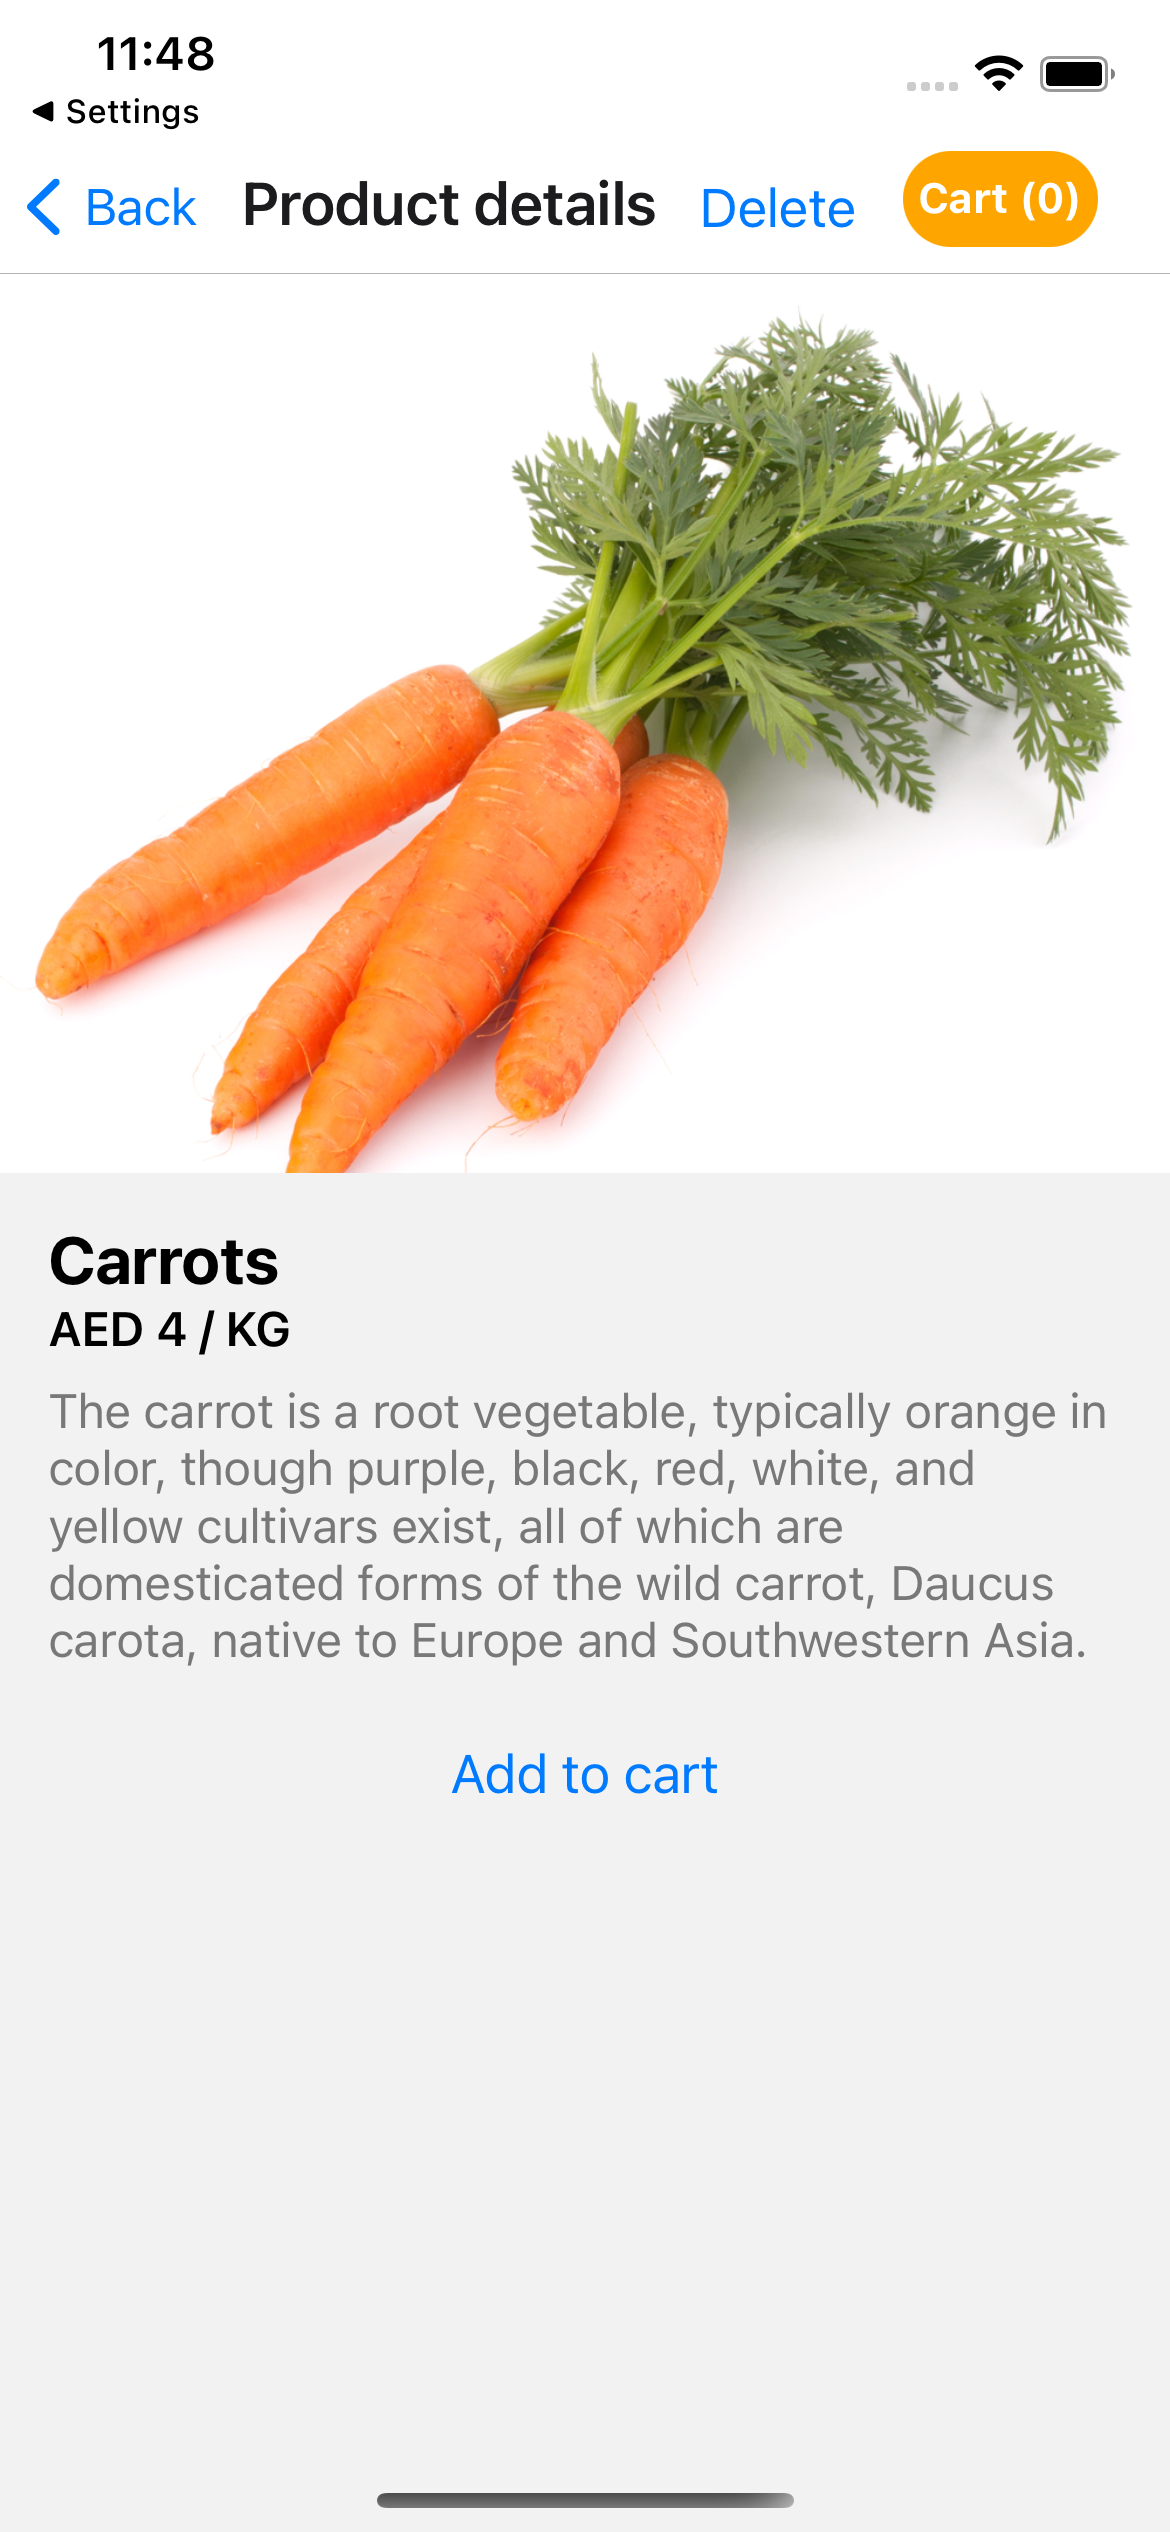 11:48
◀ Settings
Back
Product details
Delete
Cart (0)
Carrots
AED 4 / KG
The carrot is a root vegetable, typically orange in
color, though purple, black, red, white, and
yellow cultivars exist, all of which are
domesticated forms of the wild carrot, Daucus
carota, native to Europe and Southwestern Asia.
Add to cart